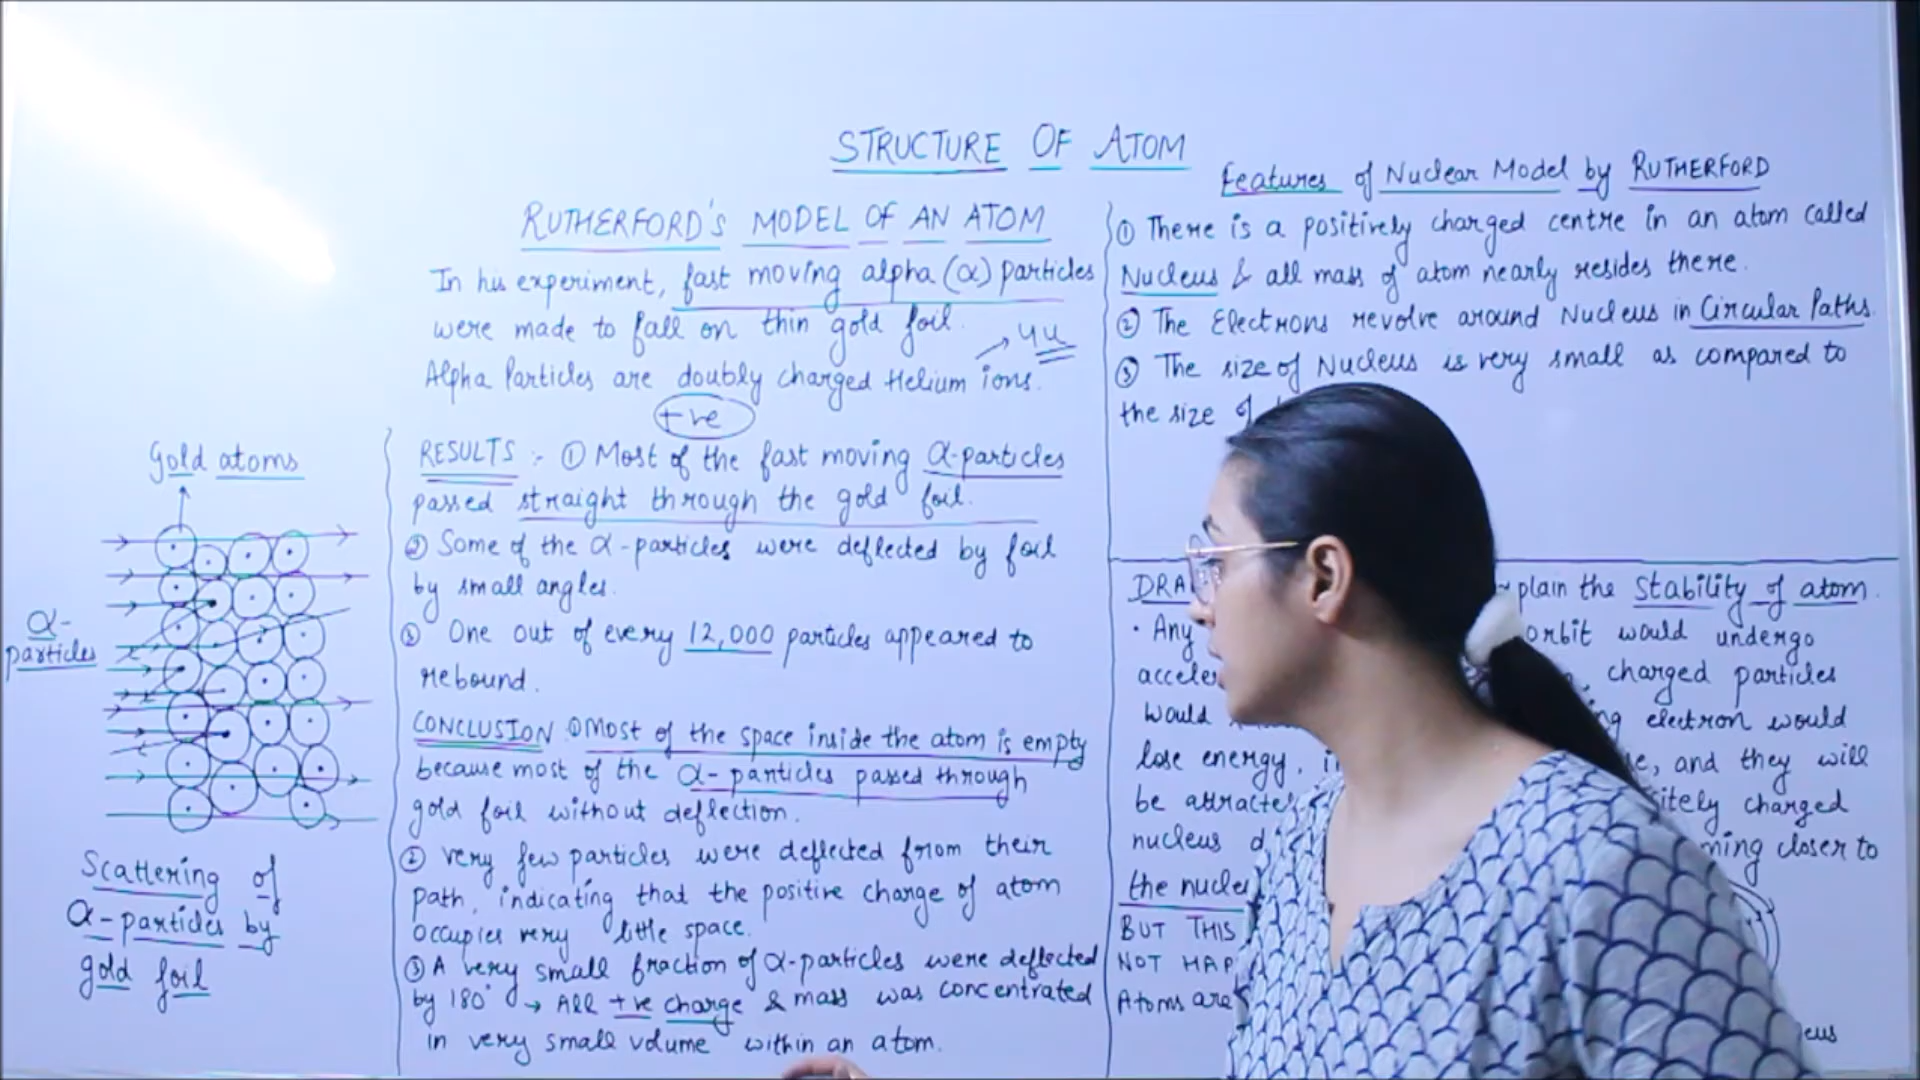 STRUCTURE OF ATOM
RUTHERFORD'S MODEL OF AN ATOM
In his experiment, fast moving alpha (α) particles
were made to fall on thin gold foil.
4u
Alpha Particles are doubly charged Helium ions.
+ve
Gold atoms
α-
particles
Scattering of
α-particles by
gold foil
RESULTS :- ① Most of the fast moving α-particles
passed straight through the gold foil.
② Some of the α-particles were deflected by foil
by small angles.
③ One out of every 12,000 particles appeared to
rebound.
CONCLUSION ① Most of the space inside the atom is empty
because most of the α-particles passed through
gold foil without deflection.
② Very few particles were deflected from their
path, indicating that the positive charge of atom
occupies very little space.
③ A very small fraction of α-particles were deflected
by 180° → All +ve charge & mass was concentrated
in very small volume within an atom.
Features of Nuclear Model by RUTHERFORD
① There is a positively charged centre in an atom called
Nucleus & all mass of atom nearly resides there.
② The Electrons revolve around Nucleus in Circular Paths.
③ The size of Nucleus is very small as compared to
the size of
DRA plain the Stability of atom.
• Any orbit would undergo
acceler charged particles
would electron would
lose energy, and they will
be attracte itely charged
nucleus ming closer to
the nucle
BUT THIS
NOT HAP
Atoms are
eus